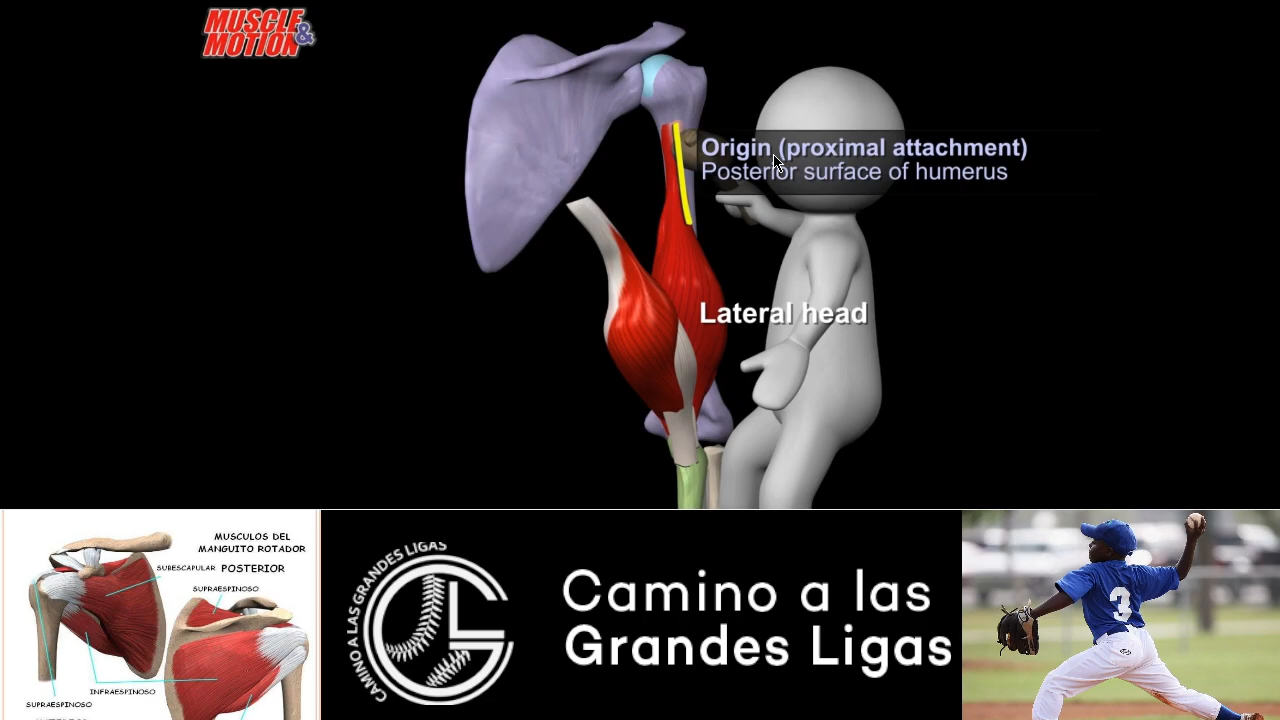 MUSCLE &
MOTION
Origin (proximal attachment)
Posterior surface of humerus
Lateral head
MUSCULOS DEL
MANGUITO ROTADOR
SUBESCAPULAR POSTERIOR
SUPRAESPINOSO
INFRAESPINOSO
SUPRAESPINOSO
CAMINO A LAS GRANDES LIGAS
Camino a las
Grandes Ligas
3